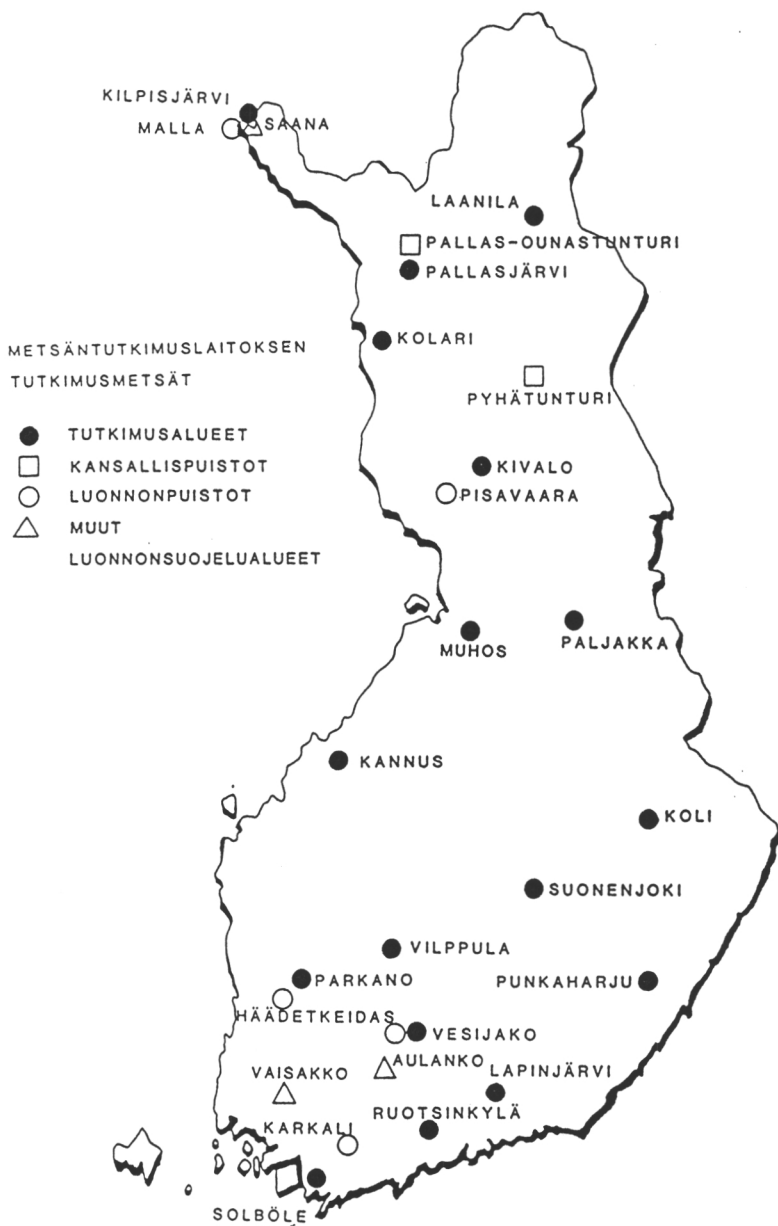 KILPISJÄRVI
MALLA
SAANA
LAANILA
PALLAS-OUNASTUNTURI
PALLASJÄRVI
KOLARI
METSÄNTUTKIMUSLAITOKSEN
TUTKIMUSMETSÄT
PYHÄTUNTURI
TUTKIMUSALUEET
KANSALLISPUISTOT
LUONNONPUISTOT
MUUT
LUONNONSUOJELUALUEET
KIVALO
PISAVAARA
MUHOS
PALJAKKA
KANNUS
KOLI
SUONENJOKI
VILPPULA
PARKANO
PUNKAHARJU
HÄÄDETKEIDAS
VESIJAKO
AULANKO
VAISAKKO
LAPINJÄRVI
RUOTSINKYLÄ
KARKALI
SOLBÖLE